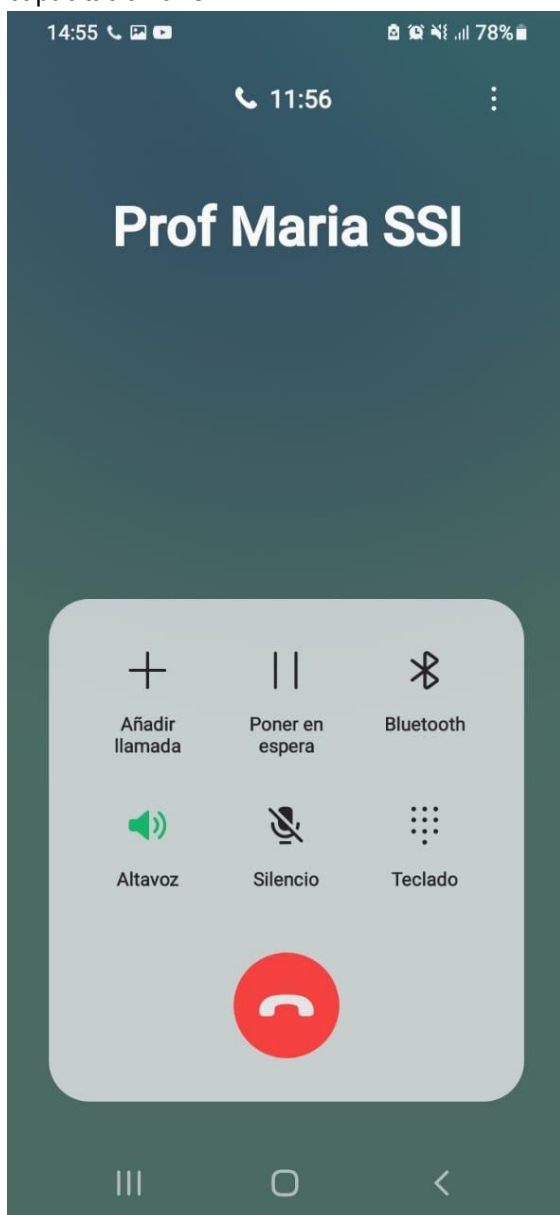 14:55 78%
11:56
Prof Maria SSI
Añadir llamada
Poner en espera
Bluetooth
Altavoz
Silencio
Teclado